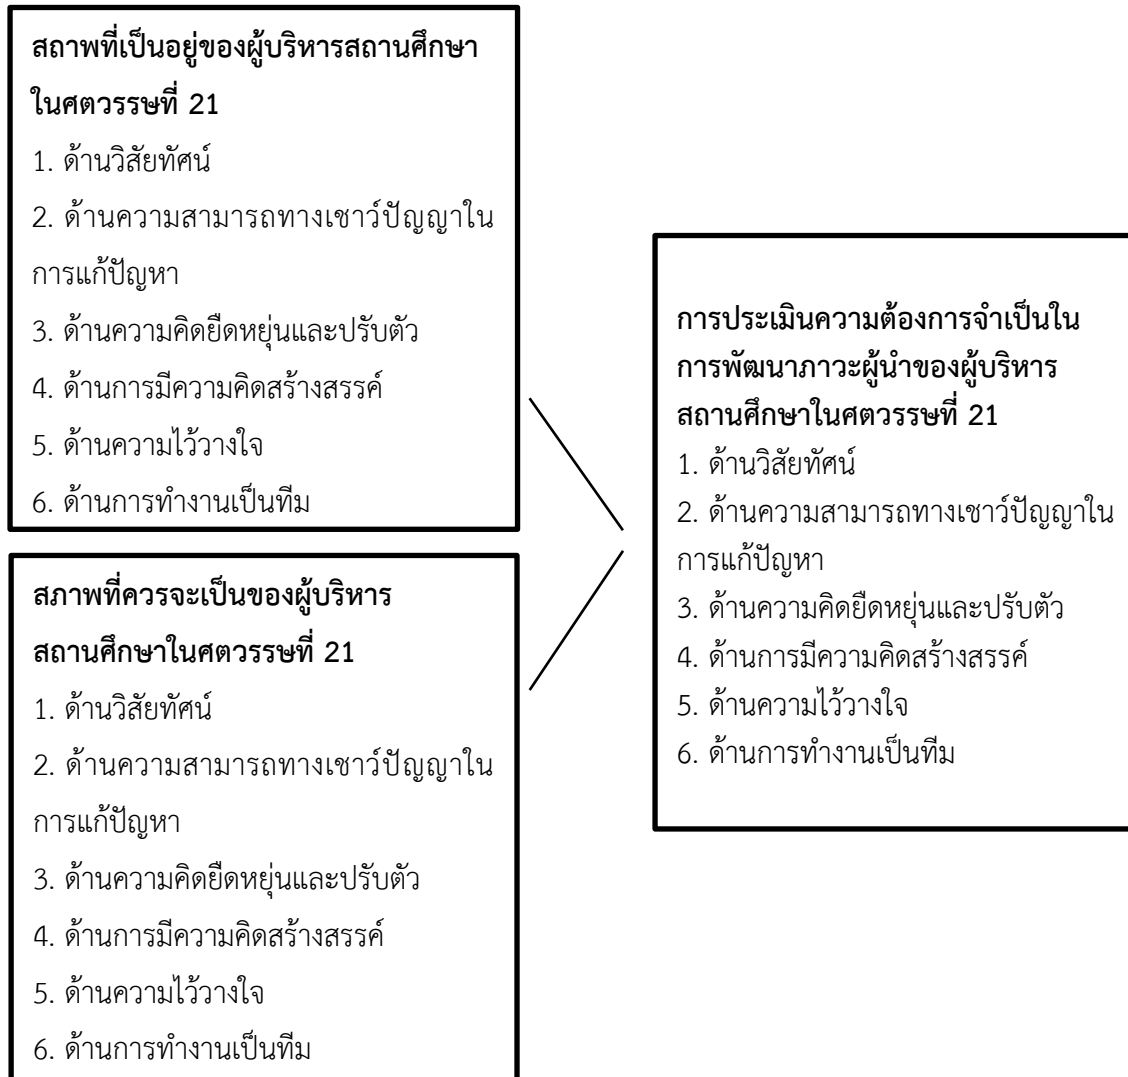 สถาพที่เป็นอยู่ของผู้บริหารสถานศึกษา
ในศตวรรษที่ 21
1. ด้านวิสัยทัศน์
2. ด้านความสามารถทางเชาว์ปัญญาใน
การแก้ปัญหา
3. ด้านความคิดยืดหยุ่นและปรับตัว
4. ด้านการมีความคิดสร้างสรรค์
5. ด้านความไว้วางใจ
6. ด้านการทำงานเป็นทีม
สภาพที่ควรจะเป็นของผู้บริหาร
สถานศึกษาในศตวรรษที่ 21
1. ด้านวิสัยทัศน์
2. ด้านความสามารถทางเชาว์ปัญญาใน
การแก้ปัญหา
3. ด้านความคิดยืดหยุ่นและปรับตัว
4. ด้านการมีความคิดสร้างสรรค์
5. ด้านความไว้วางใจ
6. ด้านการทำงานเป็นทีม
การประเมินความต้องการจำเป็นใน
การพัฒนาภาวะผู้นำของผู้บริหาร
สถานศึกษาในศตวรรษที่ 21
1. ด้านวิสัยทัศน์
2. ด้านความสามารถทางเชาว์ปัญญาใน
การแก้ปัญหา
3. ด้านความคิดยืดหยุ่นและปรับตัว
4. ด้านการมีความคิดสร้างสรรค์
5. ด้านความไว้วางใจ
6. ด้านการทำงานเป็นทีม